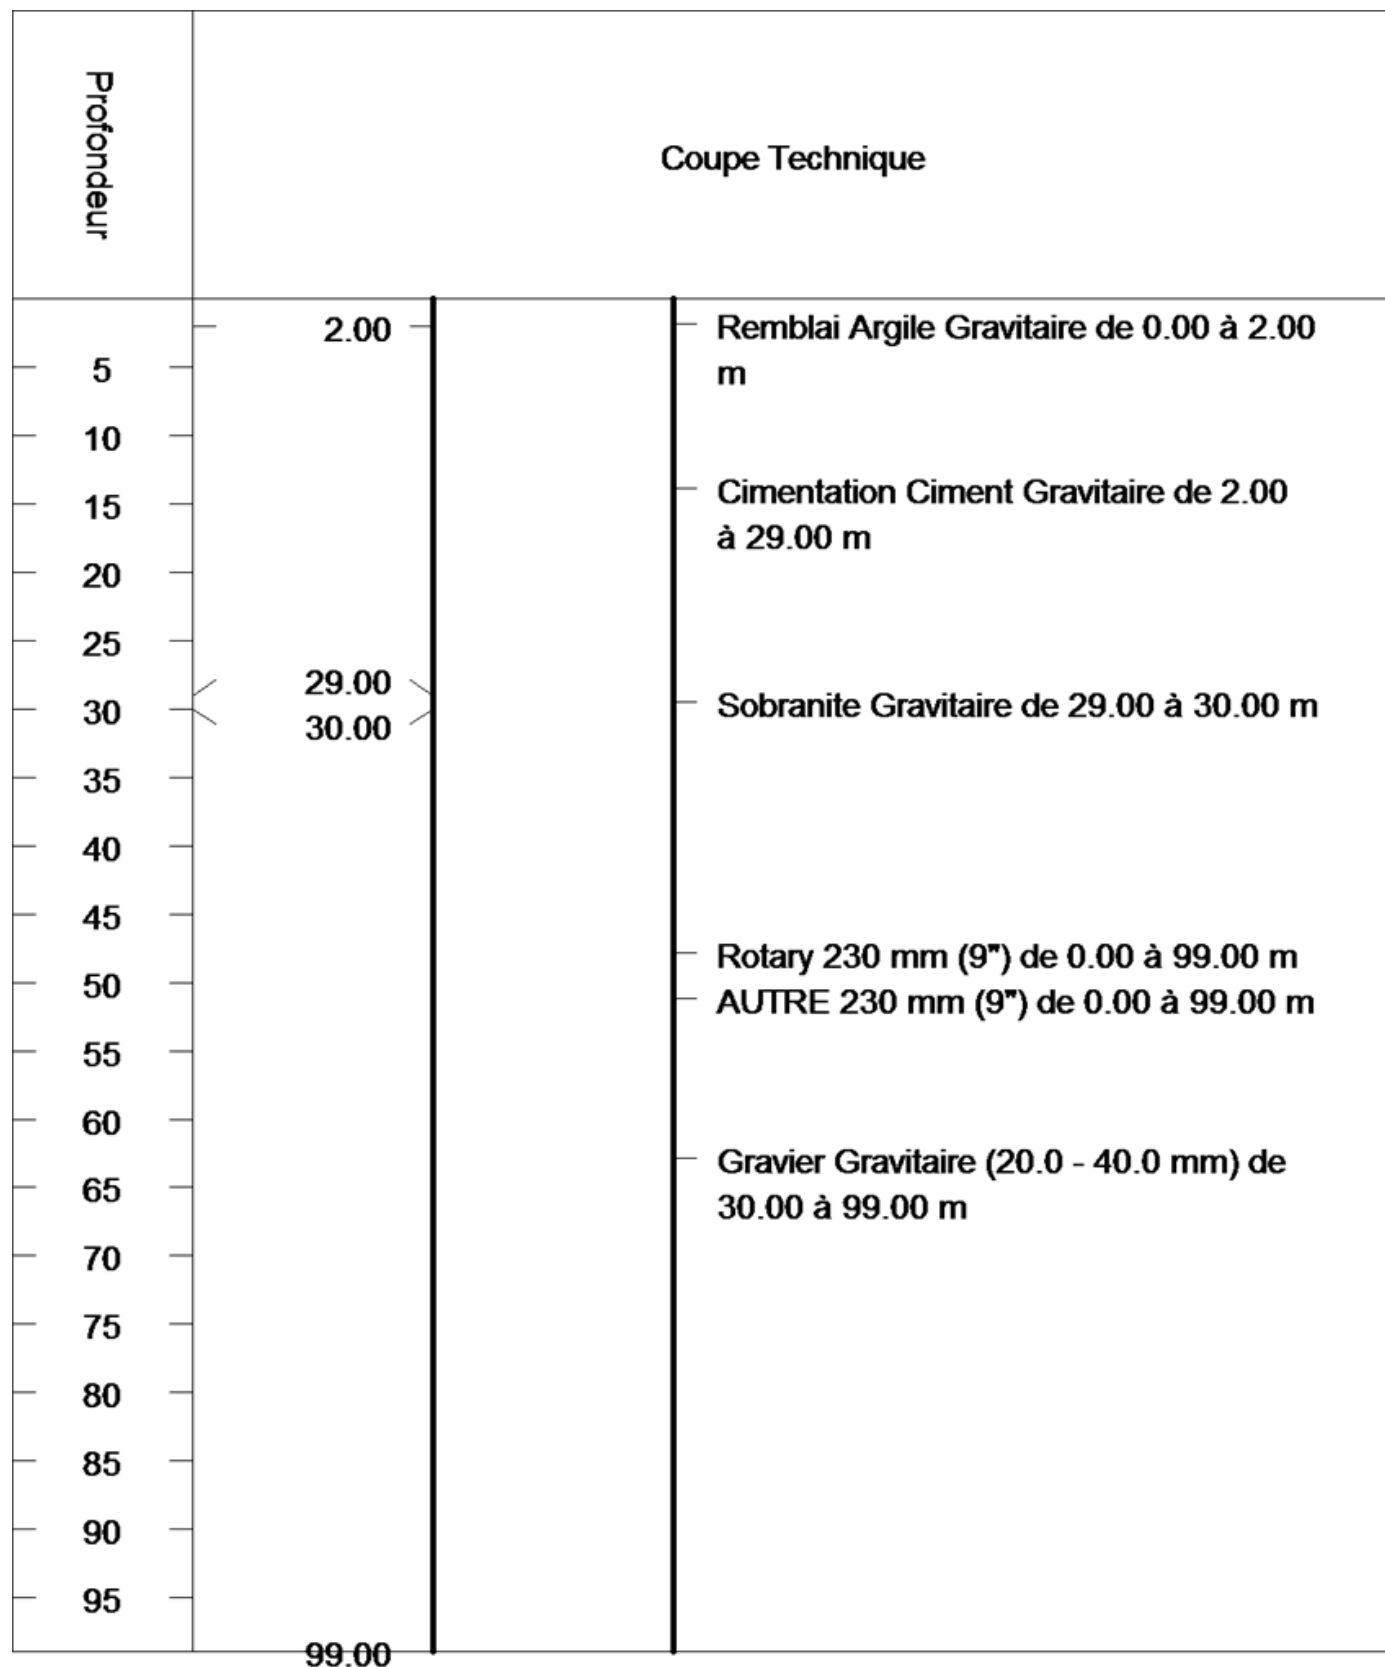 Profondeur
Coupe Technique
2.00
Remblai Argile Gravitaire de 0.00 à 2.00
m
5
10
Cimentation Ciment Gravitaire de 2.00
15
à 29.00 m
20
25
29.00
30
Sobranite Gravitaire de 29.00 à 30.00 m
30.00
35
40
45
Rotary 230 mm (9") de 0.00 à 99.00 m
50
AUTRE 230 mm (9") de 0.00 à 99.00 m
55
60
Gravier Gravitaire (20.0 - 40.0 mm) de
65
30.00 à 99.00 m
70
75
80
85
90
95
99.00